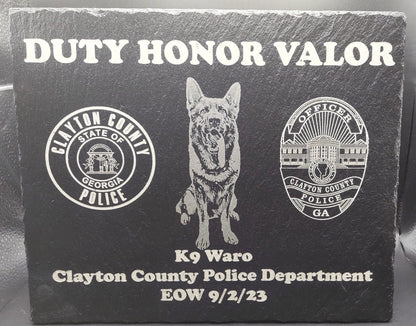 DUTY HONOR VALOR
CLAYTON COUNTY
STATE OF
GEORGIA
POLICE
OFFICER
CLAYTON COUNTY
POLICE
GA
K9 Waro
Clayton County Police Department
EOW 9/2/23